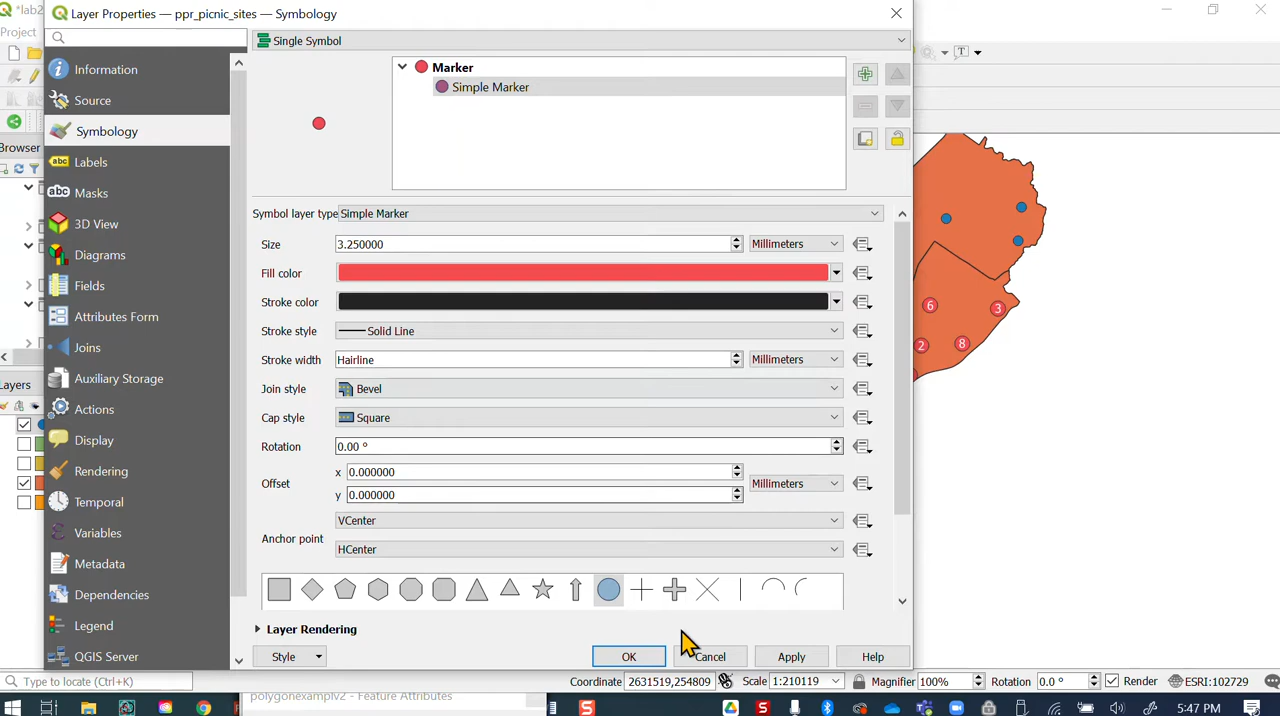 *lab2
Layer Properties — ppr_picnic_sites — Symbology
Project
Single Symbol
Information
Source
Symbology
Labels
Masks
3D View
Diagrams
Fields
Attributes Form
Joins
Auxiliary Storage
Actions
Display
Rendering
Temporal
Variables
Metadata
Dependencies
Legend
QGIS Server
Browser
Layers
Marker
Simple Marker
Symbol layer type Simple Marker
Size 3.250000 Millimeters
Fill color
Stroke color
Stroke style Solid Line
Stroke width Hairline Millimeters
Join style Bevel
Cap style Square
Rotation 0.00 °
Offset x 0.000000 Millimeters
y 0.000000
Anchor point VCenter
HCenter
Layer Rendering
Style OK Cancel Apply Help
6 3
2 8
Type to locate (Ctrl+K) Coordinate 2631519,254809 Scale 1:210119 Magnifier 100% Rotation 0.0 ° Render ESRI:102729
polygonexamplv2 - Feature Attributes
5:47 PM